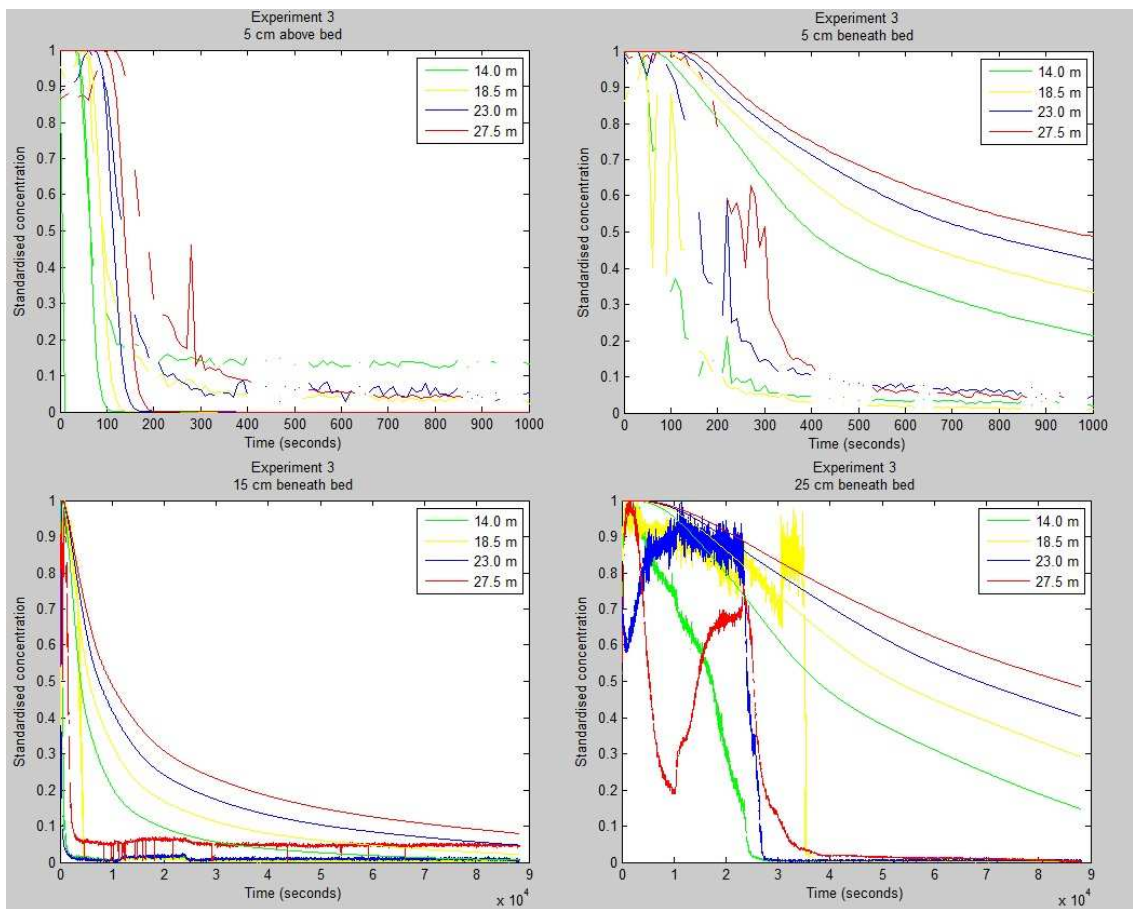 Experiment 3
5 cm above bed
Standardised concentration
1
0.9
0.8
0.7
0.6
0.5
0.4
0.3
0.2
0.1
0
0 100 200 300 400 500 600 700 800 900 1000
Time (seconds)
14.0 m
18.5 m
23.0 m
27.5 m
Experiment 3
5 cm beneath bed
Standardised concentration
1
0.9
0.8
0.7
0.6
0.5
0.4
0.3
0.2
0.1
0
0 100 200 300 400 500 600 700 800 900 1000
Time (seconds)
14.0 m
18.5 m
23.0 m
27.5 m
Experiment 3
15 cm beneath bed
Standardised concentration
1
0.9
0.8
0.7
0.6
0.5
0.4
0.3
0.2
0.1
0
0 1 2 3 4 5 6 7 8 9
Time (seconds)
x 10^4
14.0 m
18.5 m
23.0 m
27.5 m
Experiment 3
25 cm beneath bed
Standardised concentration
1
0.9
0.8
0.7
0.6
0.5
0.4
0.3
0.2
0.1
0
0 1 2 3 4 5 6 7 8 9
Time (seconds)
x 10^4
14.0 m
18.5 m
23.0 m
27.5 m